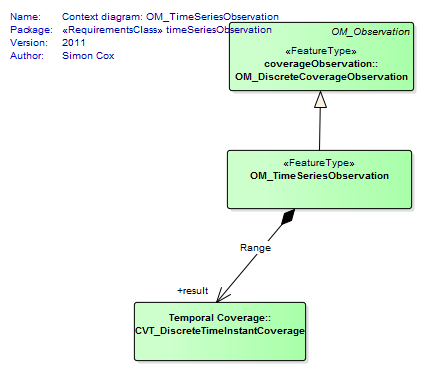 Name: Context diagram: OM_TimeSeriesObservation
Package: «RequirementsClass» timeSeriesObservation
Version: 2011
Author: Simon Cox
OM_Observation
«FeatureType»
coverageObservation::
OM_DiscreteCoverageObservation
«FeatureType»
OM_TimeSeriesObservation
Range
+result
Temporal Coverage::
CVT_DiscreteTimeInstantCoverage